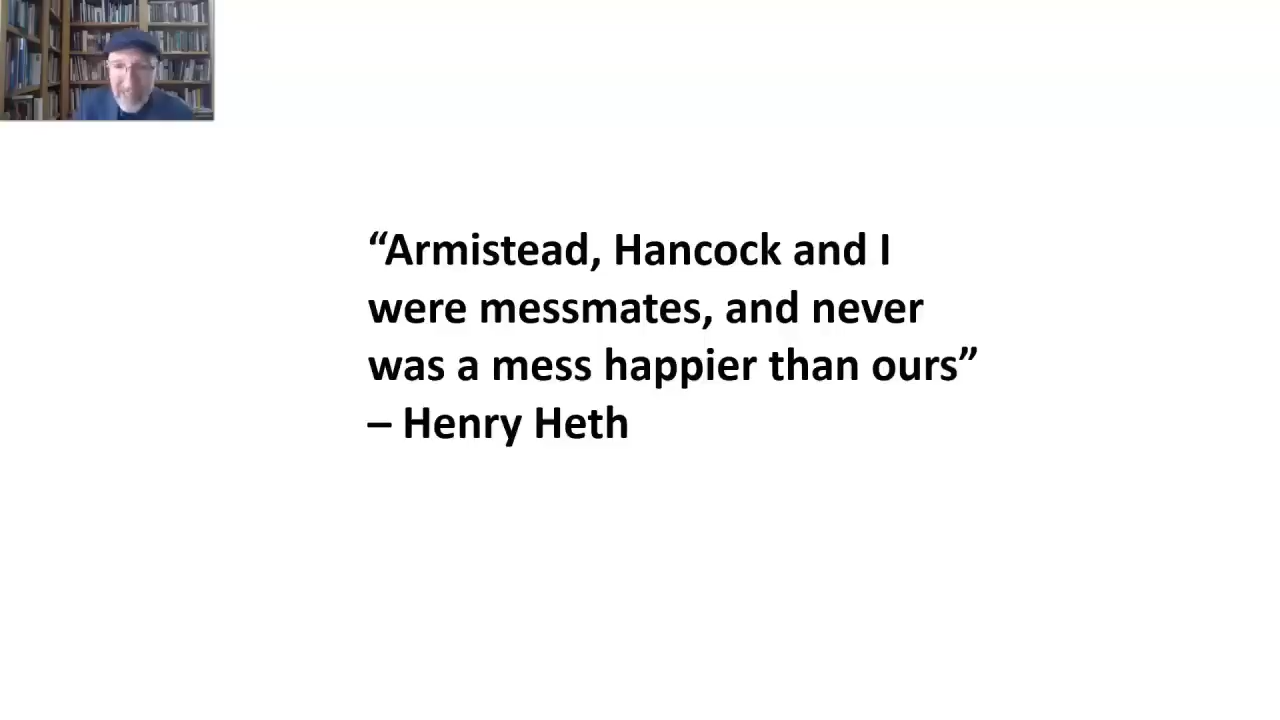 “Armistead, Hancock and I
were messmates, and never
was a mess happier than ours”
– Henry Heth